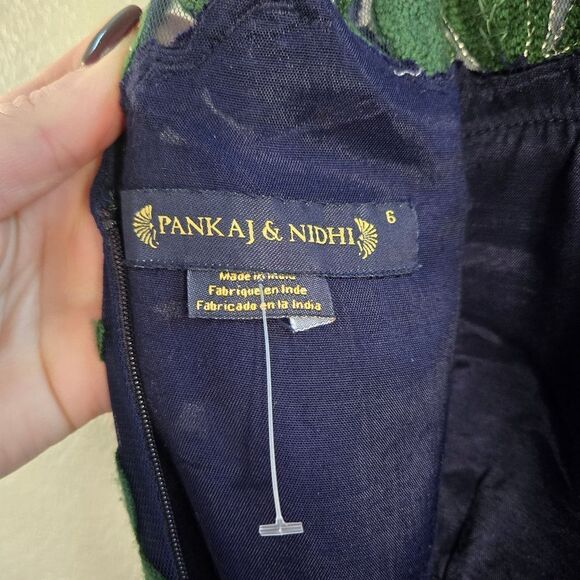 PANKAJ & NIDHI
6
Made in India
Fabrique en Inde
Fabricado en la India